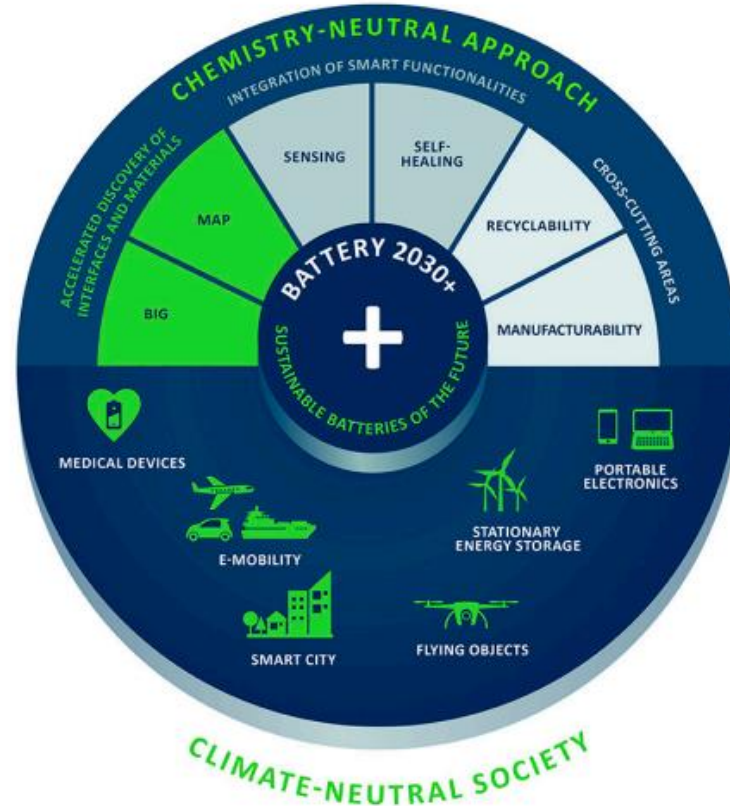 CHEMISTRY-NEUTRAL APPROACH
INTEGRATION OF SMART FUNCTIONALITIES
ACCELERATED DISCOVERY OF
INTERFACES AND MATERIALS
CROSS-CUTTING AREAS
SENSING
SELF-
HEALING
MAP
RECYCLABILITY
BIG
MANUFACTURABILITY
BATTERY 2030+
SUSTAINABLE BATTERIES OF THE FUTURE
MEDICAL DEVICES
PORTABLE
ELECTRONICS
E-MOBILITY
STATIONARY
ENERGY STORAGE
SMART CITY
FLYING OBJECTS
CLIMATE-NEUTRAL SOCIETY